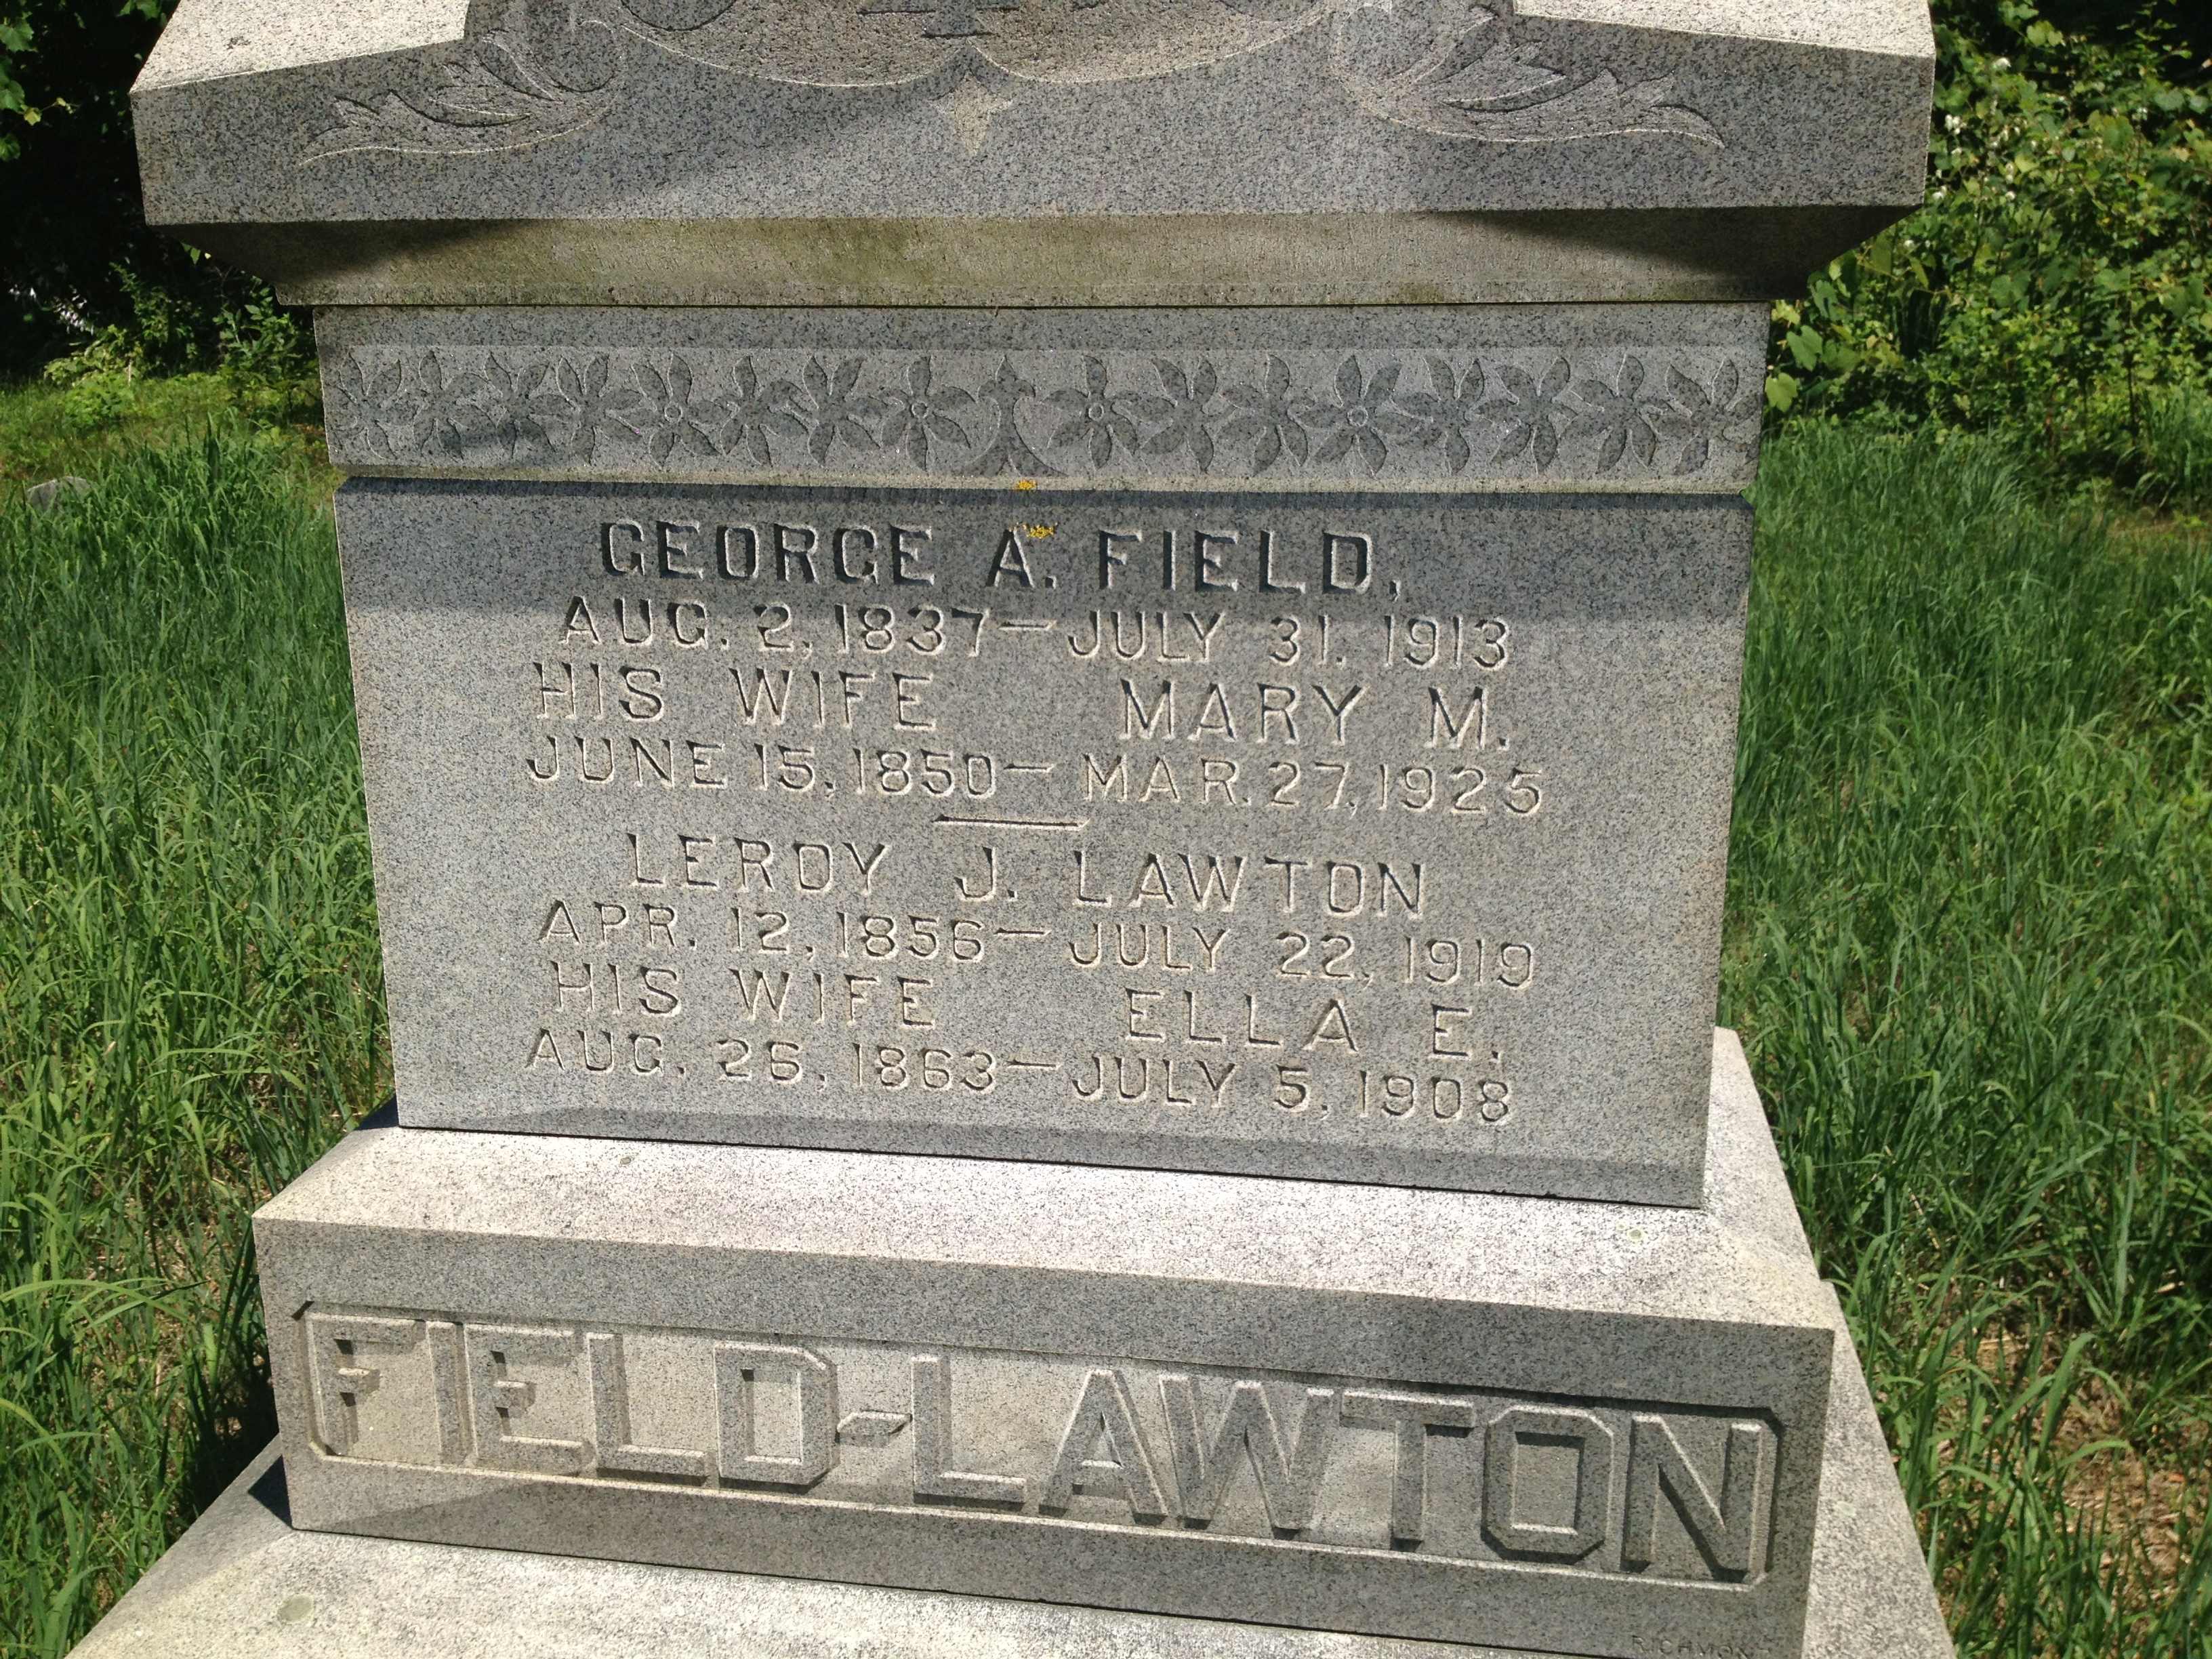 GEORGE A. FIELD,
AUG. 2, 1837 — JULY 31. 1913
HIS WIFE MARY M.
JUNE 15, 1850 — MAR. 27, 1925
LEROY J. LAWTON
APR. 12, 1856 — JULY 22, 1919
HIS WIFE ELLA E.
AUG. 26, 1863 — JULY 5, 1908
FIELD-LAWTON